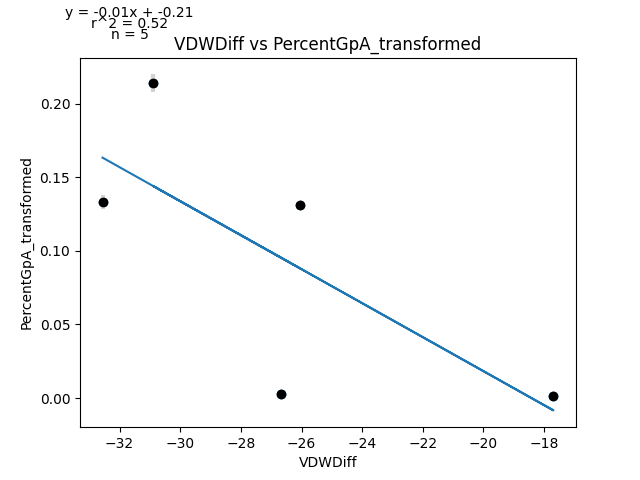 y = -0.01x + -0.21
r^2 = 0.52
n = 5
VDWDiff vs PercentGpA_transformed
0.20
0.15
0.10
0.05
0.00
PercentGpA_transformed
−32
−30
−28
−26
−24
−22
−20
−18
VDWDiff